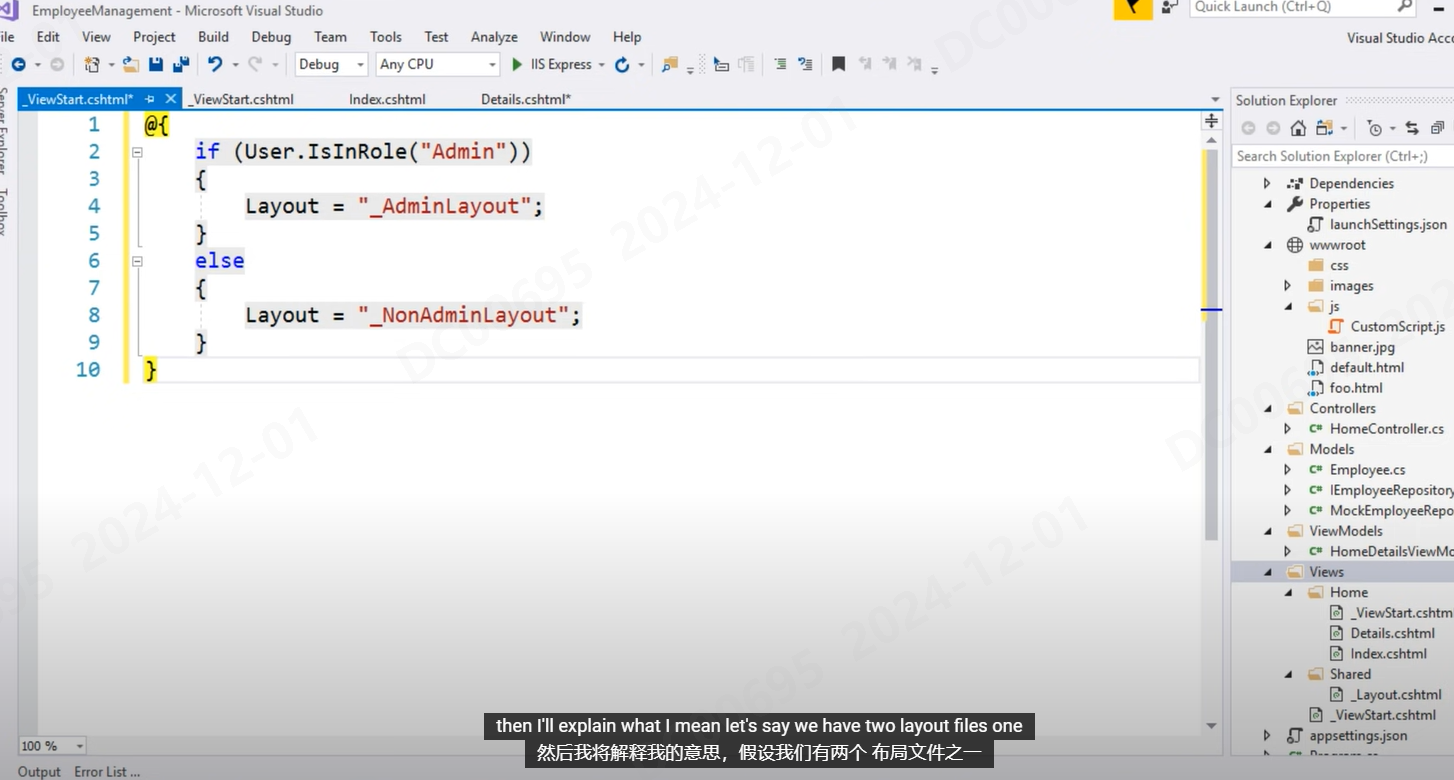 EmployeeManagement - Microsoft Visual Studio
Quick Launch (Ctrl+Q)
ile Edit View Project Build Debug Team Tools Test Analyze Window Help
Visual Studio Acc
Debug Any CPU IIS Express
Server Explorer
Toolbox
_ViewStart.cshtml* _ViewStart.cshtml Index.cshtml Details.cshtml*
1 @{
2 if (User.IsInRole("Admin"))
3 {
4 Layout = "_AdminLayout";
5 }
6 else
7 {
8 Layout = "_NonAdminLayout";
9 }
10 }
Solution Explorer
Search Solution Explorer (Ctrl+;)
Dependencies
Properties
launchSettings.json
wwwroot
css
images
js
CustomScript.js
banner.jpg
default.html
foo.html
Controllers
C# HomeController.cs
Models
C# Employee.cs
C# IEmployeeRepository
C# MockEmployeeRepo
ViewModels
C# HomeDetailsViewMo
Views
Home
_ViewStart.cshtm
Details.cshtml
Index.cshtml
Shared
_Layout.cshtml
_ViewStart.cshtml
appsettings.json
DC00695 2024-12-01
then I'll explain what I mean let's say we have two layout files one
然后我将解释我的意思，假设我们有两个 布局文件之一
100 %
Output Error List ...